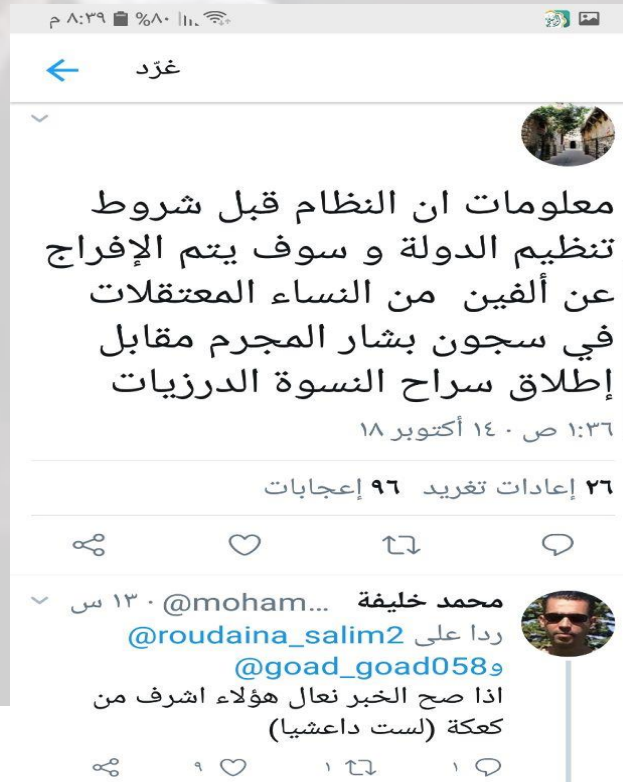 ٨:٣٩ م %٨٠
غرّد
معلومات ان النظام قبل شروط
تنظيم الدولة و سوف يتم الإفراج
عن ألفين من النساء المعتقلات
في سجون بشار المجرم مقابل
إطلاق سراح النسوة الدرزيات
١:٣٦ ص · ١٤ أكتوبر ١٨
٢٦ إعادات تغريد ٩٦ إعجابات
محمد خليفة @moham... · ١٣ س
ردا على @roudaina_salim2
و@goad_goad058
اذا صح الخبر نعال هؤلاء اشرف من
كعكة (لست داعشيا)
١ ١ ٩